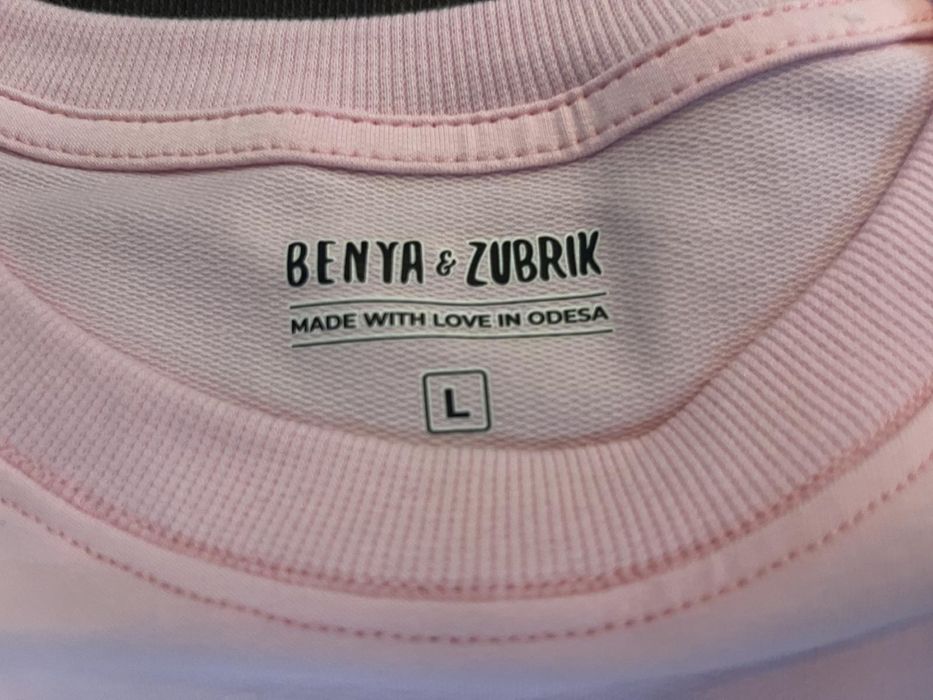 BENYA & ZUBRIK
MADE WITH LOVE IN ODESA
L